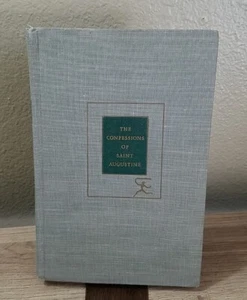 THE
CONFESSIONS
OF
SAINT
AUGUSTINE